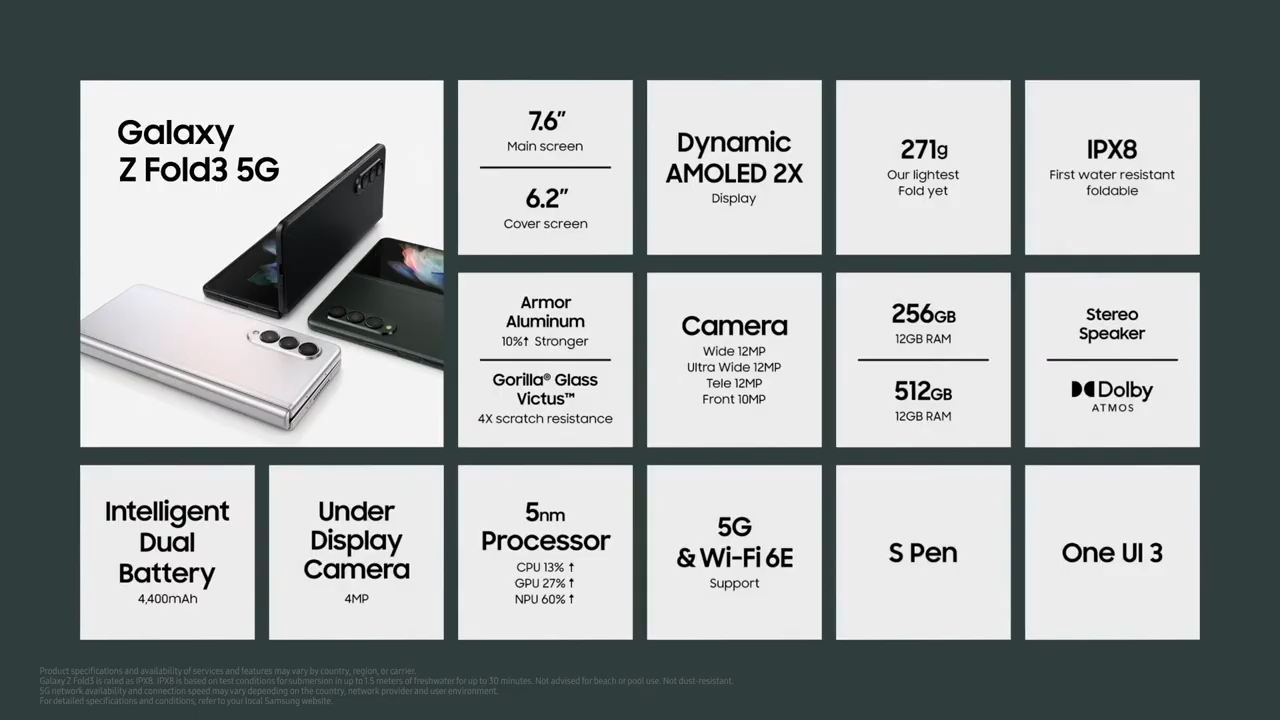 Galaxy
Z Fold3 5G
7.6”
Main screen
6.2”
Cover screen
Dynamic
AMOLED 2X
Display
271g
Our lightest
Fold yet
IPX8
First water resistant
foldable
Armor
Aluminum
10%↑ Stronger
Gorilla® Glass
Victus™
4X scratch resistance
Camera
Wide 12MP
Ultra Wide 12MP
Tele 12MP
Front 10MP
256GB
12GB RAM
512GB
12GB RAM
Stereo
Speaker
Dolby
ATMOS
Intelligent
Dual
Battery
4,400mAh
Under
Display
Camera
4MP
5nm
Processor
CPU 13% ↑
GPU 27% ↑
NPU 60% ↑
5G
& Wi-Fi 6E
Support
S Pen
One UI 3
Product specifications and availability of services and features may vary by country, region, or carrier.
Galaxy Z Fold3 is rated as IPX8. IPX8 is based on test conditions for submersion in up to 1.5 meters of freshwater for up to 30 minutes. Not advised for beach or pool use. Not dust-resistant.
5G network availability and connection speed may vary depending on the country, network provider and user environment.
For detailed specifications and conditions, refer to your local Samsung website.